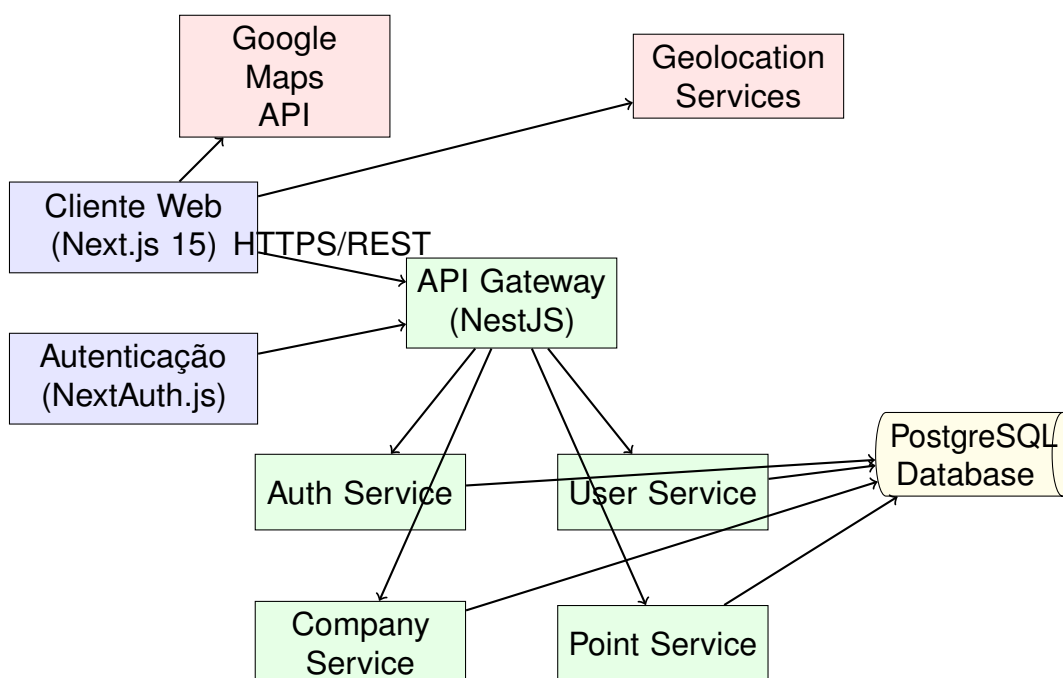 Google
Maps
API
Geolocation
Services
Cliente Web
(Next.js 15)
HTTPS/REST
API Gateway
(NestJS)
Autenticação
(NextAuth.js)
PostgreSQL
Database
Auth Service
User Service
Company
Service
Point Service